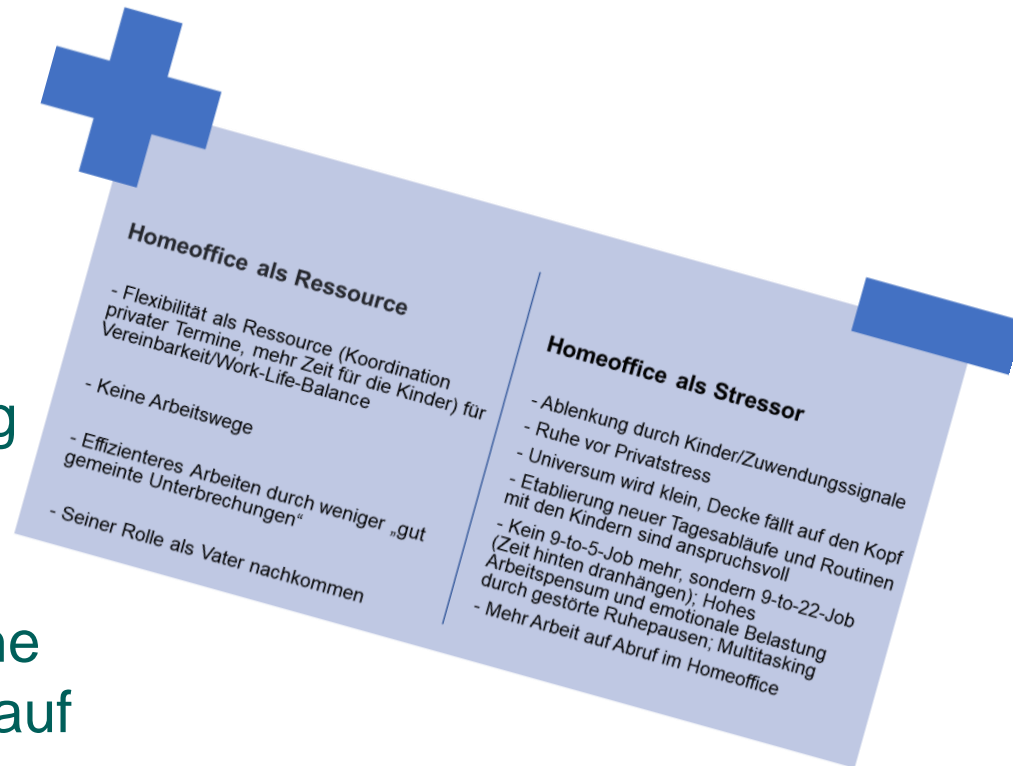 g
ne
auf
Homeoffice als Ressource
- Flexibilität als Ressource (Koordination
privater Termine, mehr Zeit für die Kinder) für
Vereinbarkeit/Work-Life-Balance
- Keine Arbeitswege
- Effizienteres Arbeiten durch weniger „gut
gemeinte Unterbrechungen“
- Seiner Rolle als Vater nachkommen
Homeoffice als Stressor
- Ablenkung durch Kinder/Zuwendungssignale
- Ruhe vor Privatstress
- Universum wird klein, Decke fällt auf den Kopf
- Etablierung neuer Tagesabläufe und Routinen
mit den Kindern sind anspruchsvoll
- Kein 9-to-5-Job mehr, sondern 9-to-22-Job
(Zeit hinten dranhängen); Hohes
Arbeitspensum und emotionale Belastung
durch gestörte Ruhepausen; Multitasking
- Mehr Arbeit auf Abruf im Homeoffice